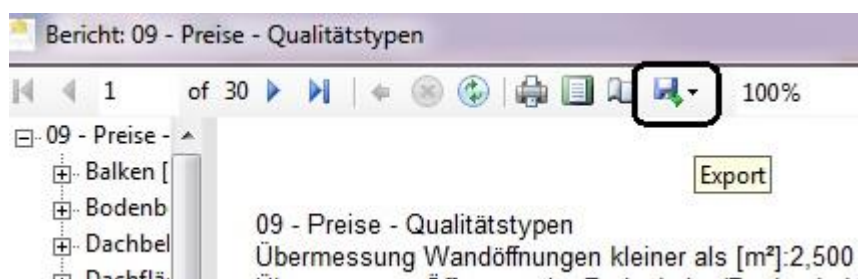 Bericht: 09 - Preise - Qualitätstypen
1 of 30 100%
09 - Preise -
Balken [
Export
Bodenb
09 - Preise - Qualitätstypen
Dachbel
Übermessung Wandöffnungen kleiner als [m²]:2,500